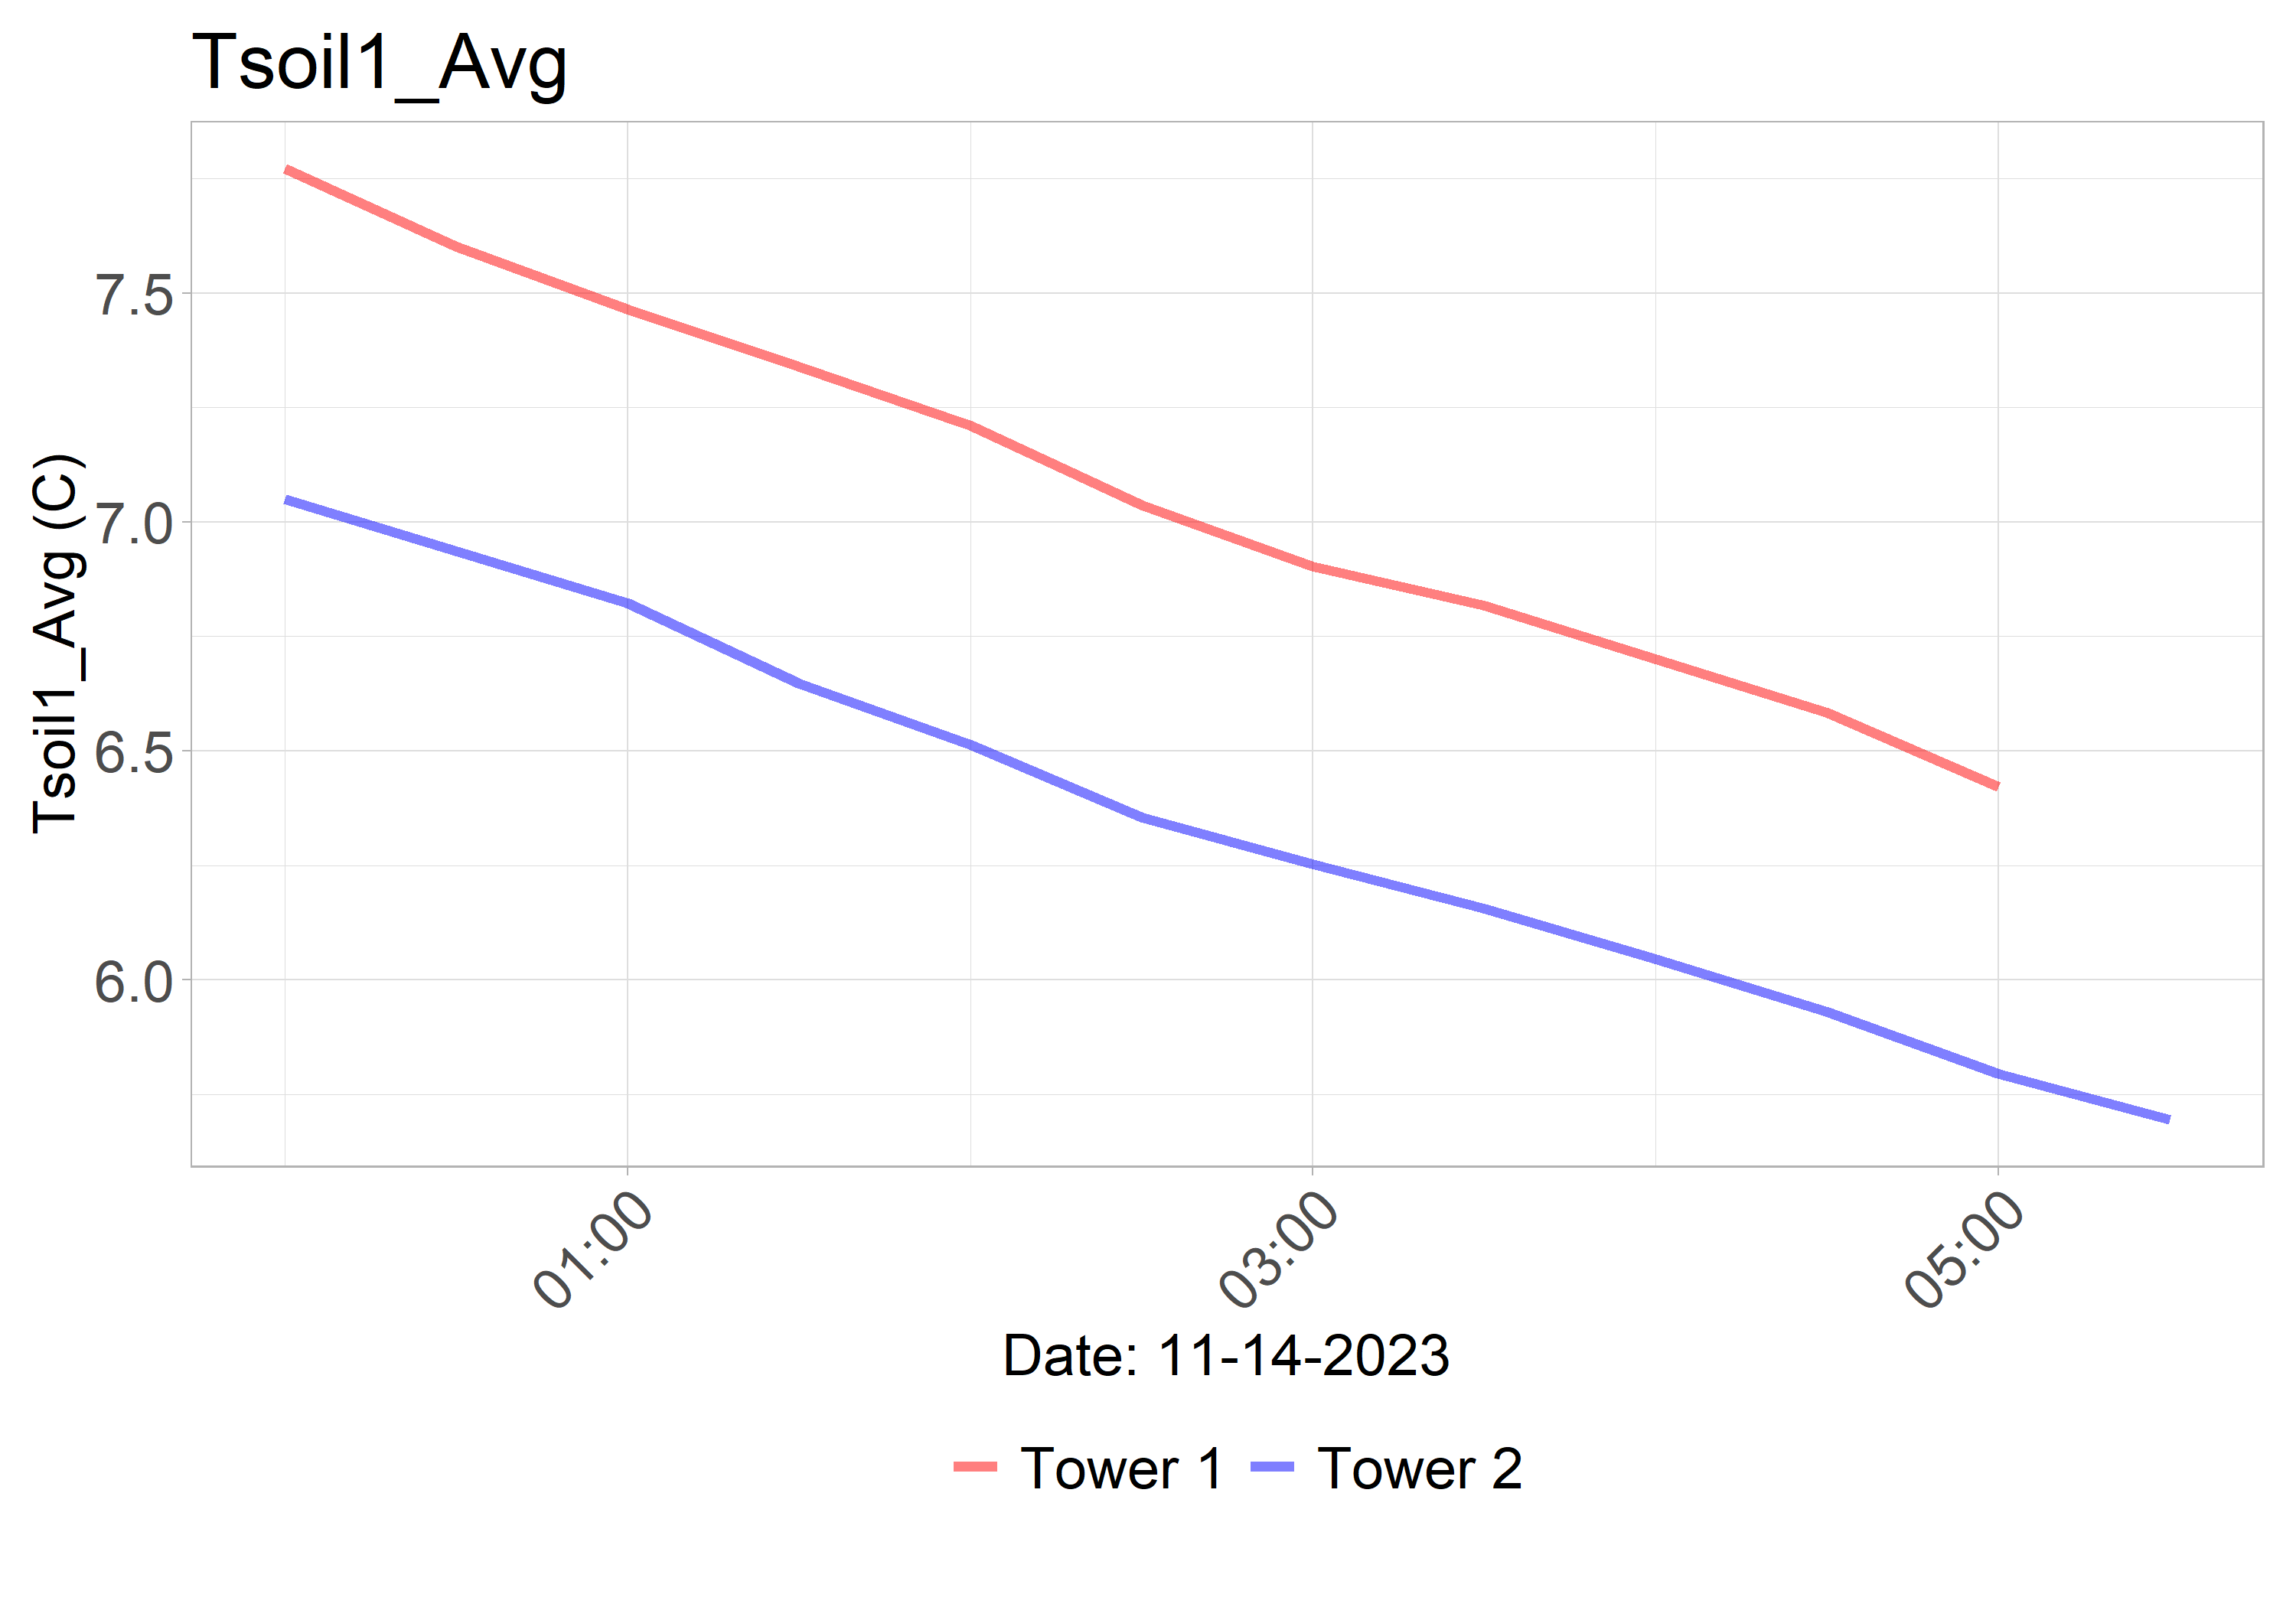 Tsoil1_Avg
Tsoil1_Avg (C)
7.5
7.0
6.5
6.0
01:00
03:00
05:00
Date: 11-14-2023
Tower 1
Tower 2